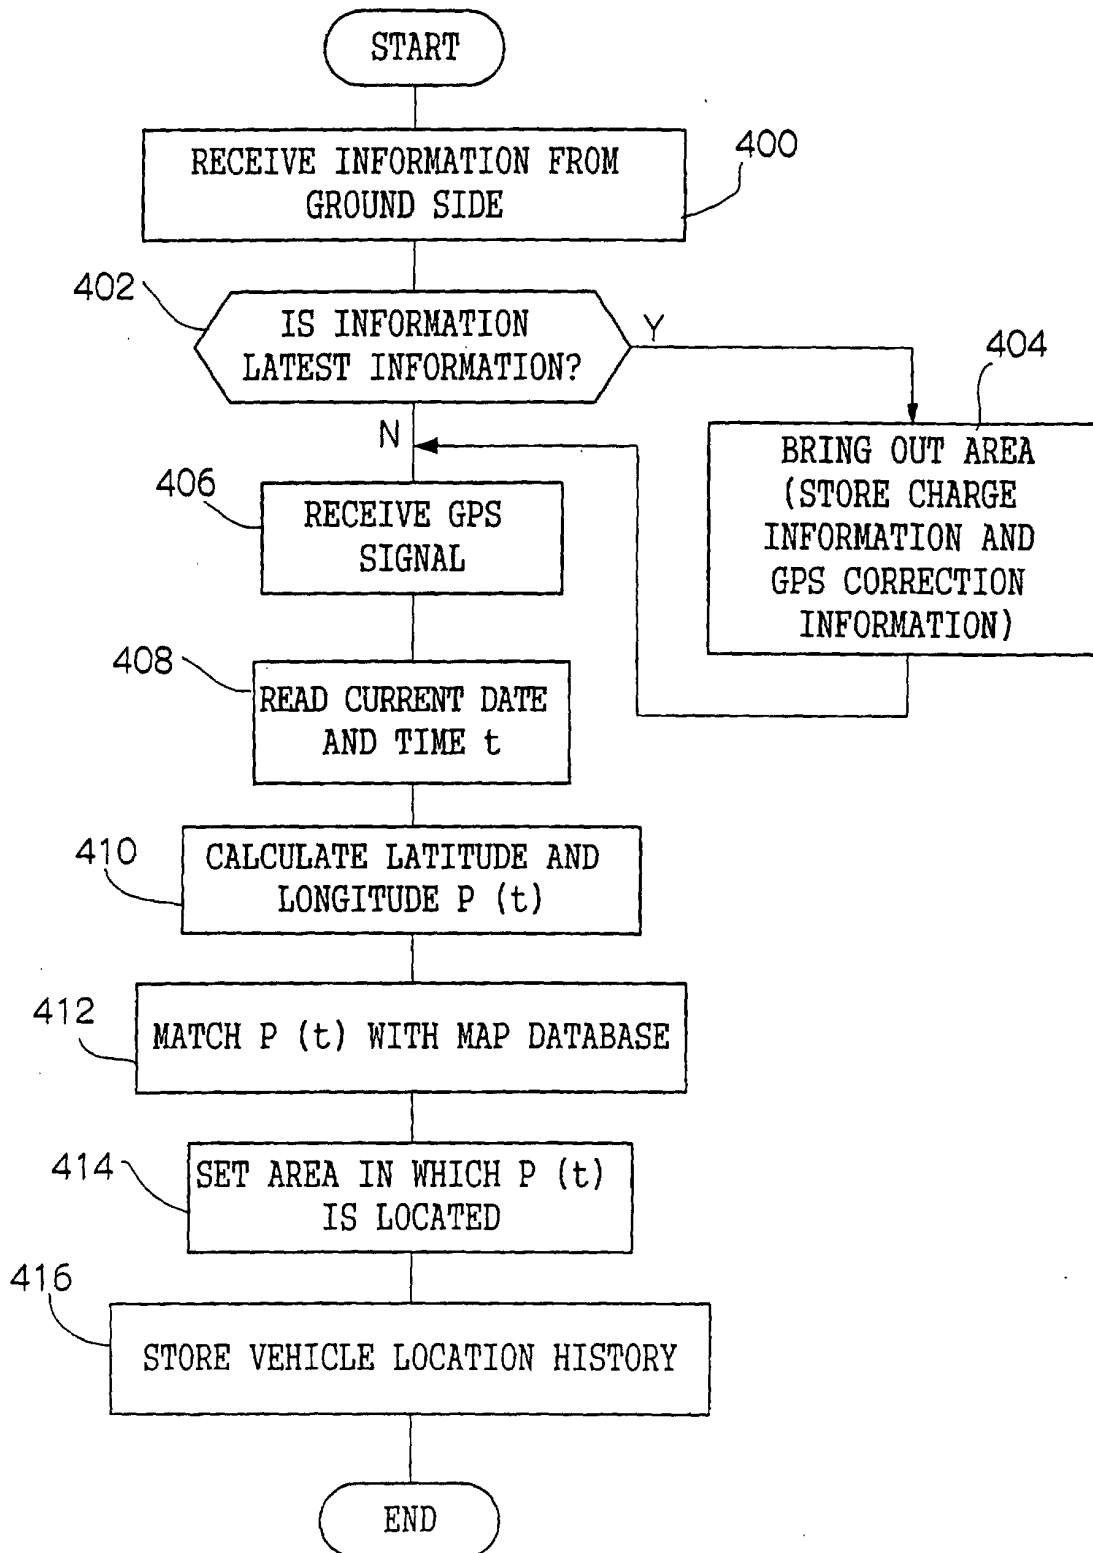 START
RECEIVE INFORMATION FROM
GROUND SIDE
400
402
IS INFORMATION
LATEST INFORMATION?
Y
N
404
BRING OUT AREA
(STORE CHARGE
INFORMATION AND
GPS CORRECTION
INFORMATION)
406
RECEIVE GPS
SIGNAL
408
READ CURRENT DATE
AND TIME t
410
CALCULATE LATITUDE AND
LONGITUDE P (t)
412
MATCH P (t) WITH MAP DATABASE
414
SET AREA IN WHICH P (t)
IS LOCATED
416
STORE VEHICLE LOCATION HISTORY
END